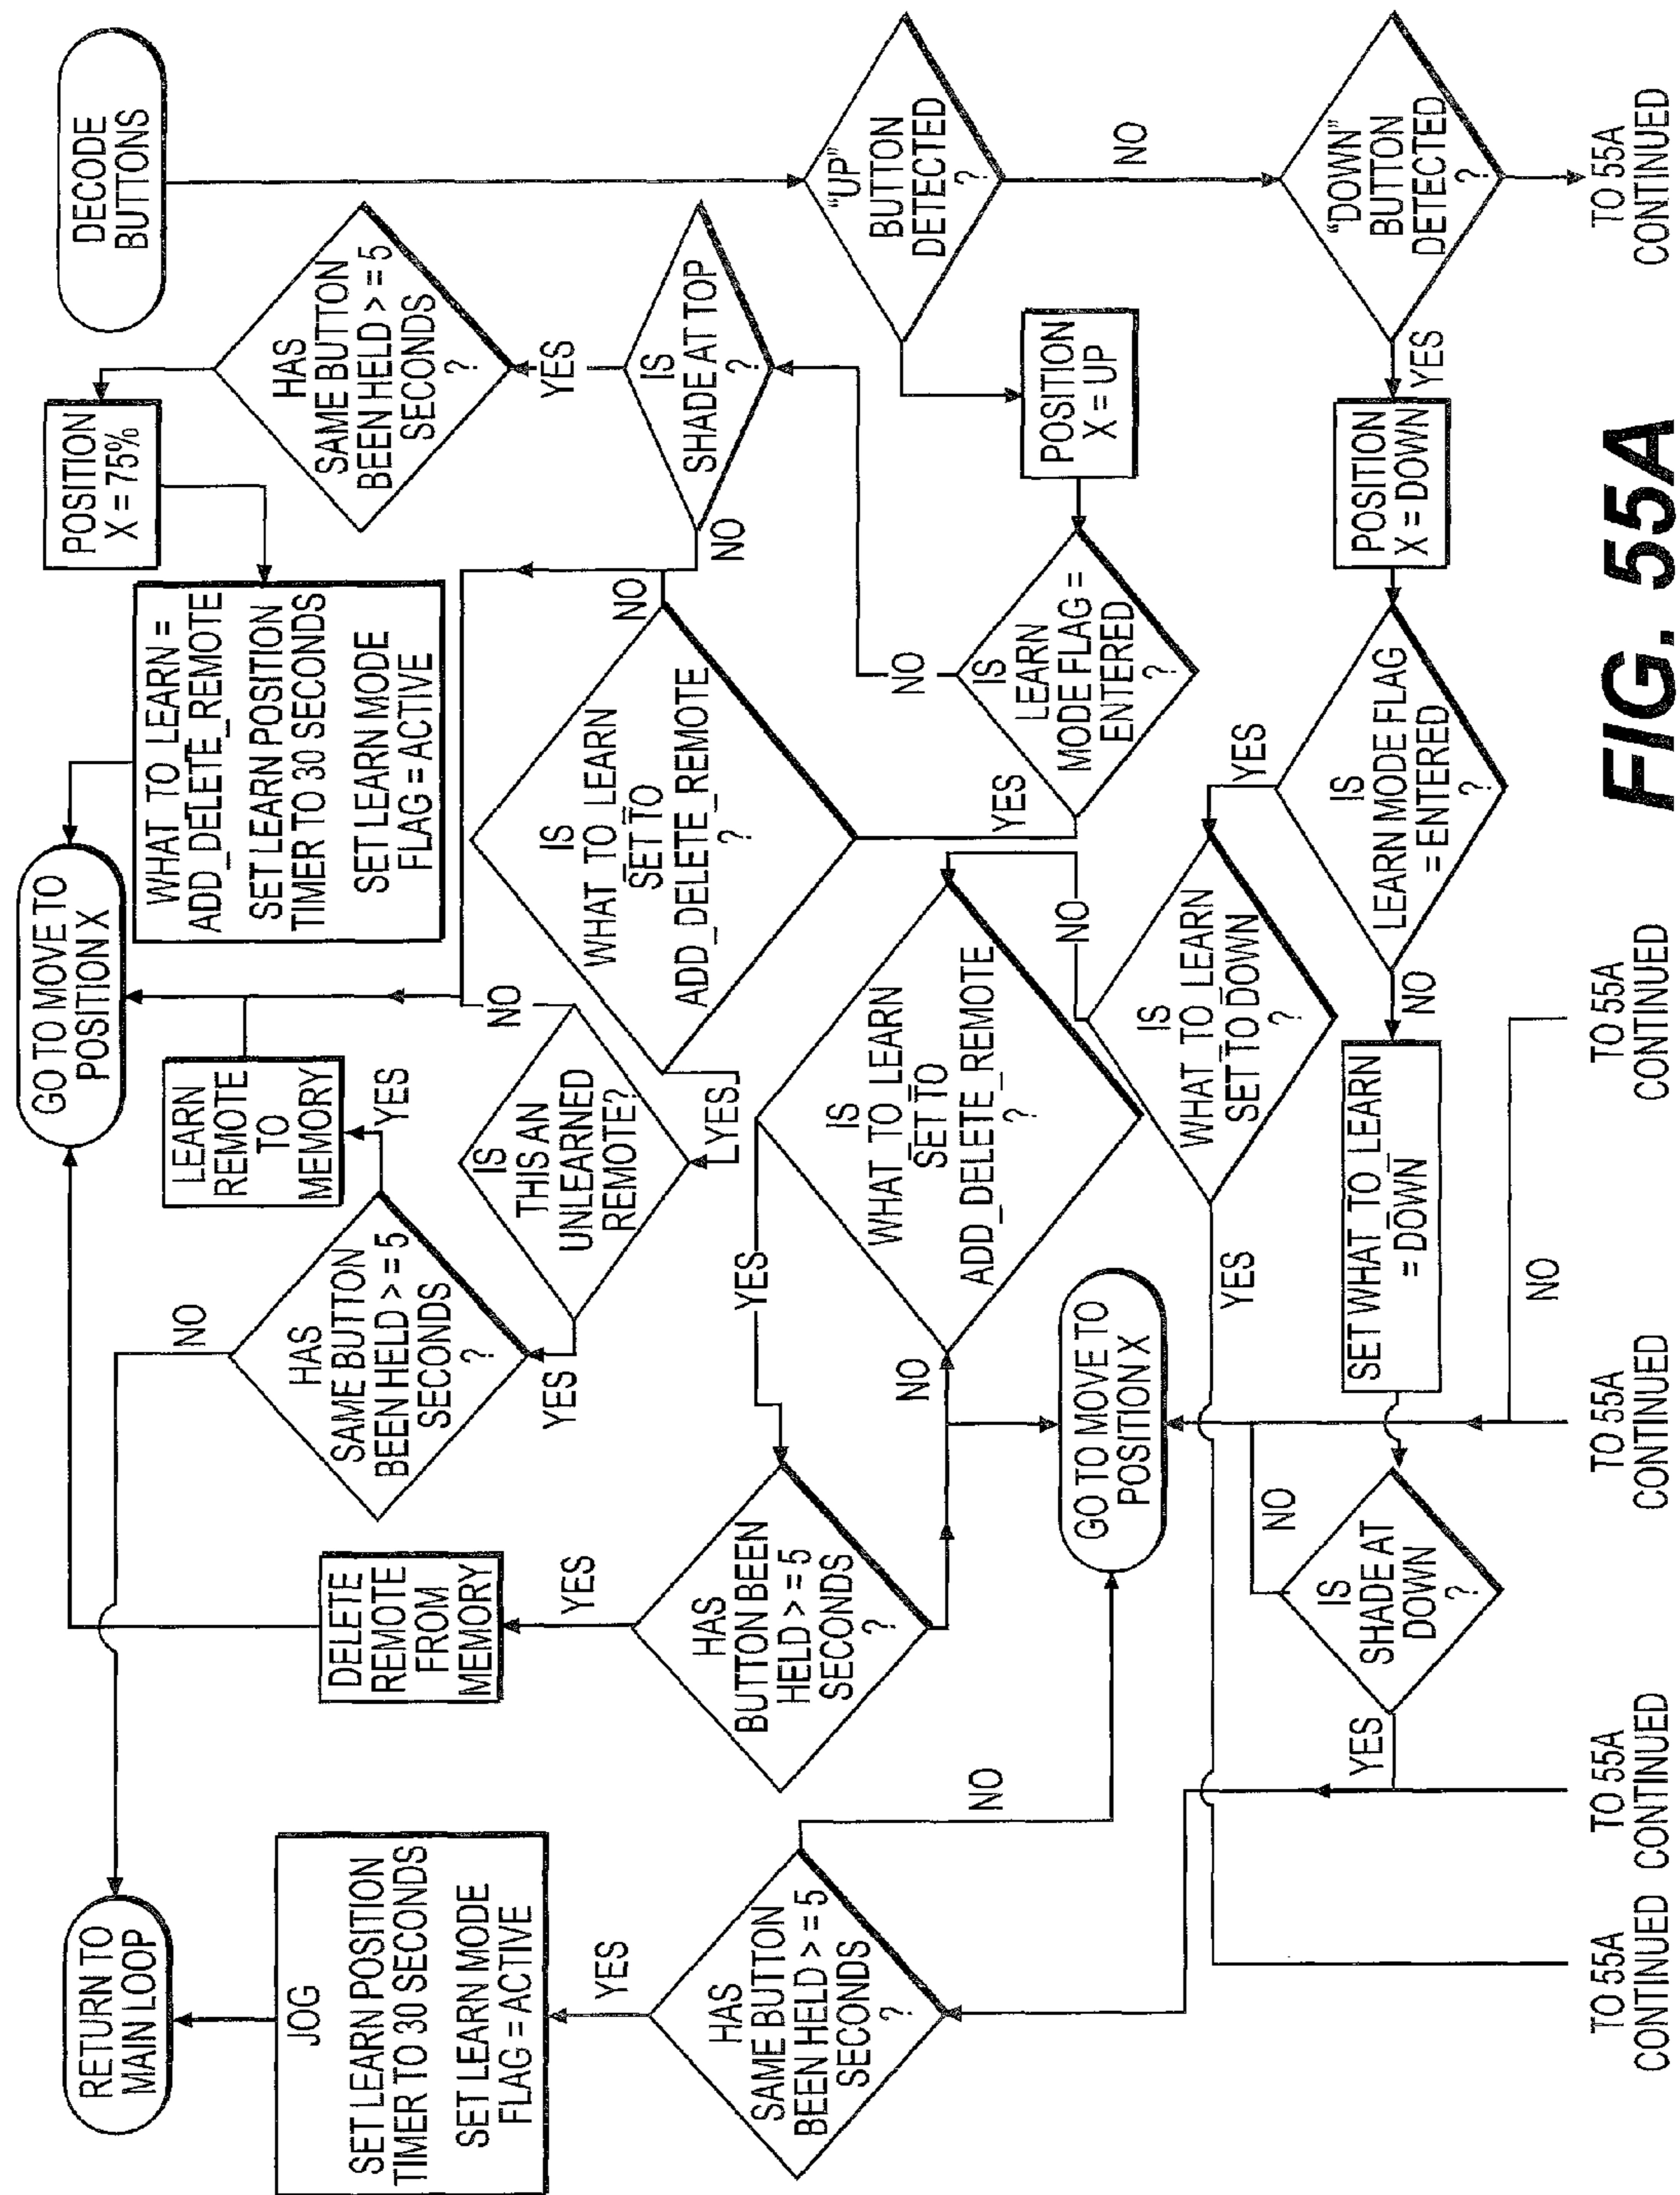 DECODE
BUTTONS
"UP"
BUTTON
DETECTED
?
NO
"DOWN"
BUTTON
DETECTED
?
TO 55A
CONTINUED
POSITION
X = 75%
HAS
SAME BUTTON
BEEN HELD > = 5
SECONDS
?
YES
IS
SHADE AT TOP
?
NO
POSITION
X = UP
IS
LEARN
MODE FLAG =
ENTERED
?
NO
YES
YES
POSITION
X = DOWN
IS
LEARN MODE FLAG
= ENTERED
?
YES
NO
GO TO MOVE TO
POSITION X
WHAT TO LEARN =
ADD_DELETE_REMOTE
SET LEARN POSITION
TIMER TO 30 SECONDS
SET LEARN MODE
FLAG = ACTIVE
IS
WHAT_TO_LEARN
SET TO
ADD_DELETE_REMOTE
?
NO
YES
LEARN
REMOTE
TO
MEMORY
YES
IS
THIS AN
UNLEARNED
REMOTE?
NO
YES
HAS
SAME BUTTON
BEEN HELD > = 5
SECONDS
?
NO
IS
WHAT_TO_LEARN
SET TO
ADD_DELETE_REMOTE
?
YES
NO
IS
WHAT_TO_LEARN
SET TO DOWN
?
NO
YES
SET WHAT_TO_LEARN
= DOWN
DELETE
REMOTE
FROM
MEMORY
YES
HAS
BUTTON BEEN
HELD > = 5
SECONDS
?
GO TO MOVE TO
POSITION X
NO
IS
SHADE AT
DOWN
?
NO
YES
RETURN TO
MAIN LOOP
JOG
SET LEARN POSITION
TIMER TO 30 SECONDS
SET LEARN MODE
FLAG = ACTIVE
YES
HAS
SAME BUTTON
BEEN HELD > = 5
SECONDS
?
NO
TO 55A
CONTINUED
TO 55A
CONTINUED
TO 55A
CONTINUED
TO 55A
CONTINUED
FIG. 55A